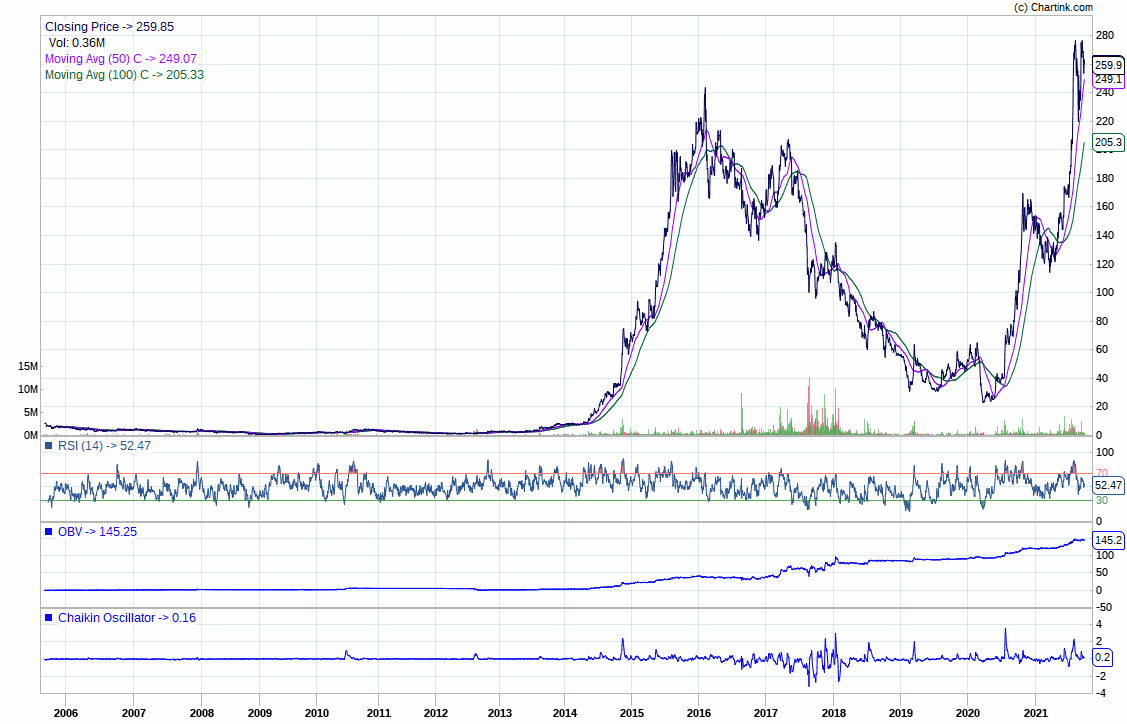 (c) Chartink.com
Closing Price -> 259.85
Vol: 0.36M
Moving Avg (50) C -> 249.07
Moving Avg (100) C -> 205.33
280
259.9
249.1
240
220
205.3
180
160
140
120
100
80
60
40
20
0
15M
10M
5M
0M
RSI (14) -> 52.47
100
70
52.47
30
0
OBV -> 145.25
145.2
100
50
0
-50
Chaikin Oscillator -> 0.16
4
2
0.2
-2
-4
2006 2007 2008 2009 2010 2011 2012 2013 2014 2015 2016 2017 2018 2019 2020 2021